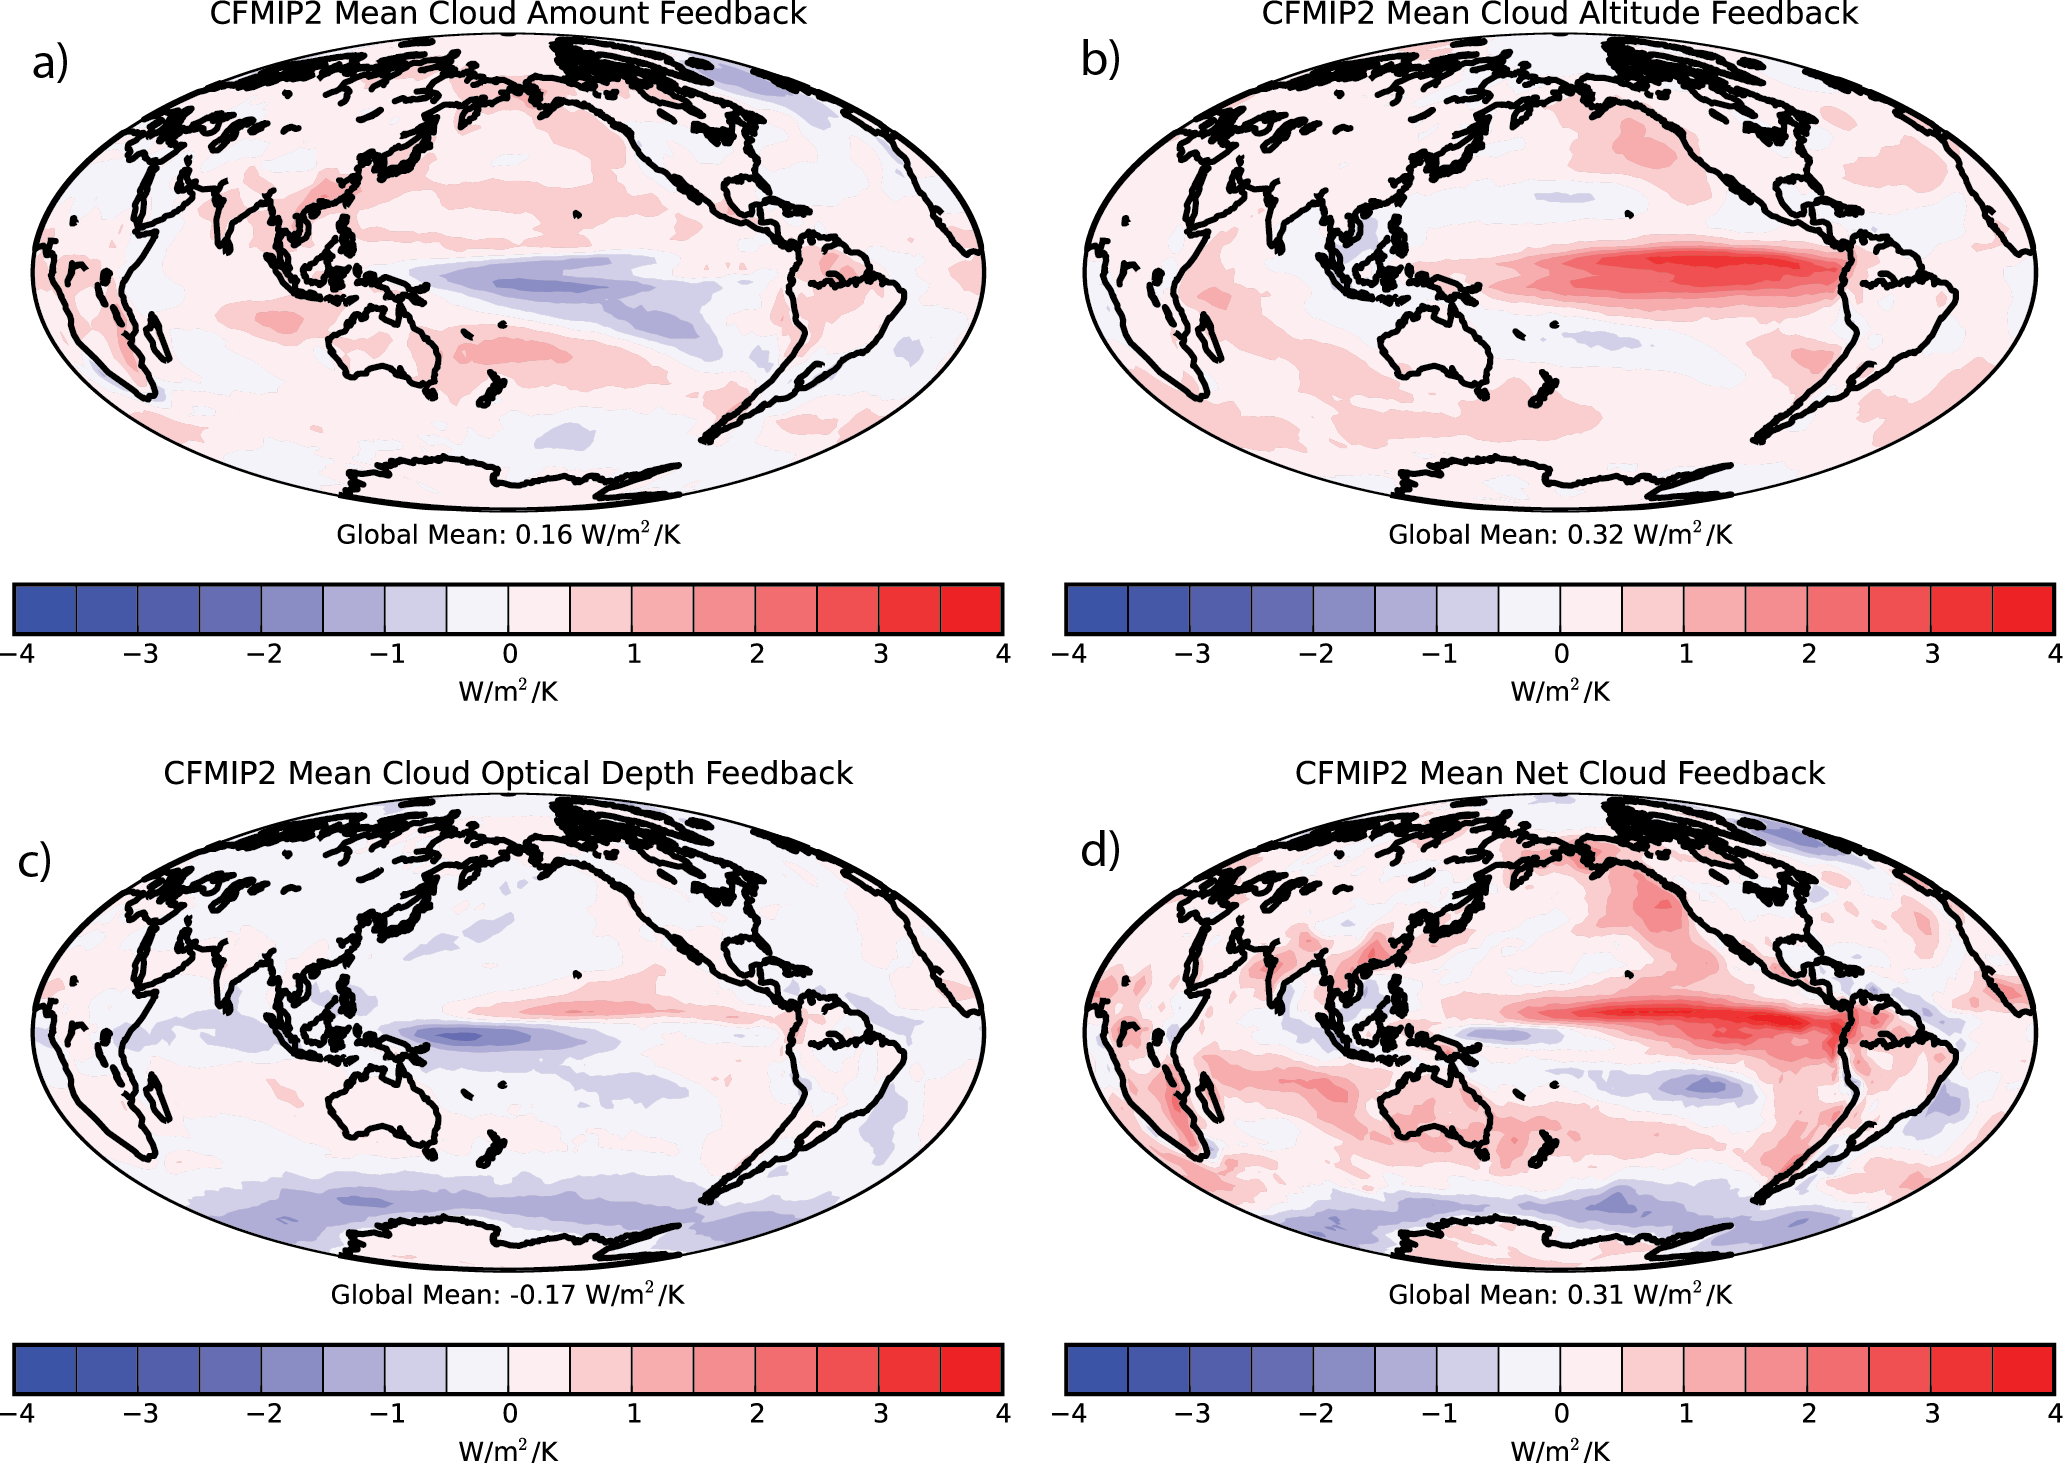 CFMIP2 Mean Cloud Amount Feedback
a)
Global Mean: 0.16 W/m²/K
−4 −3 −2 −1 0 1 2 3 4
W/m²/K
CFMIP2 Mean Cloud Altitude Feedback
b)
Global Mean: 0.32 W/m²/K
−4 −3 −2 −1 0 1 2 3 4
W/m²/K
CFMIP2 Mean Cloud Optical Depth Feedback
c)
Global Mean: -0.17 W/m²/K
−4 −3 −2 −1 0 1 2 3 4
W/m²/K
CFMIP2 Mean Net Cloud Feedback
d)
Global Mean: 0.31 W/m²/K
−4 −3 −2 −1 0 1 2 3 4
W/m²/K